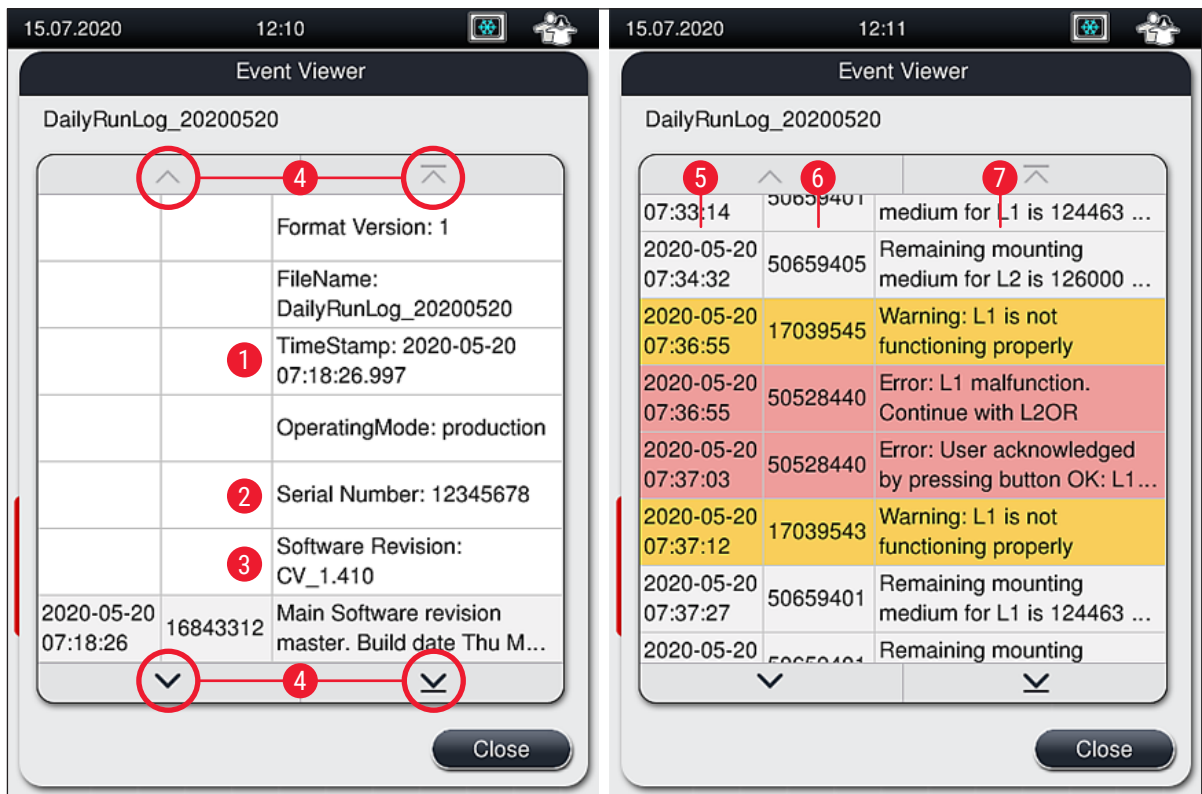 15.07.2020 12:10
Event Viewer
DailyRunLog_20200520
4
Format Version: 1
FileName:
DailyRunLog_20200520
1
TimeStamp: 2020-05-20
07:18:26.997
OperatingMode: production
2
Serial Number: 12345678
3
Software Revision:
CV_1.410
2020-05-20
07:18:26
16843312
Main Software revision
master. Build date Thu M...
4
Close
15.07.2020 12:11
Event Viewer
DailyRunLog_20200520
5 6 7
07:33:14
50659401
medium for L1 is 124463 ...
2020-05-20
07:34:32
50659405
Remaining mounting
medium for L2 is 126000 ...
2020-05-20
07:36:55
17039545
Warning: L1 is not
functioning properly
2020-05-20
07:36:55
50528440
Error: L1 malfunction.
Continue with L2OR
2020-05-20
07:37:03
50528440
Error: User acknowledged
by pressing button OK: L1...
2020-05-20
07:37:12
17039543
Warning: L1 is not
functioning properly
2020-05-20
07:37:27
50659401
Remaining mounting
medium for L1 is 124463 ...
2020-05-20
Remaining mounting
Close